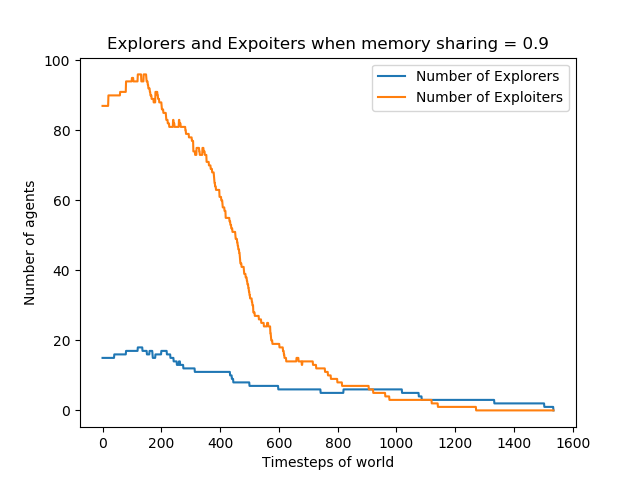 Explorers and Expoiters when memory sharing = 0.9
Number of Explorers
Number of Exploiters
100
80
60
40
20
0
Number of agents
0 200 400 600 800 1000 1200 1400 1600
Timesteps of world